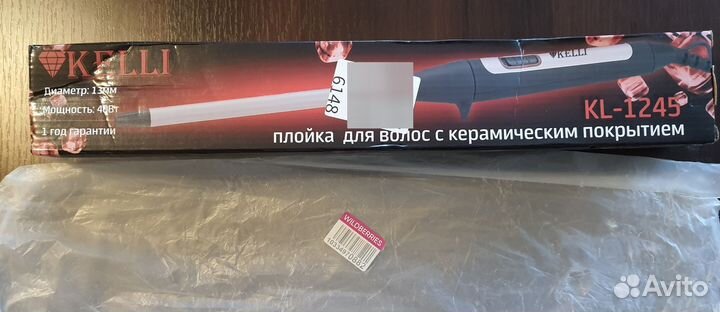 KELLI
Диаметр: 13мм
Мощность: 40Вт
1 год гарантии
6148
KELLI
KL-1245
плойка для волос с керамическим покрытием
WILDBERRIES
Avito